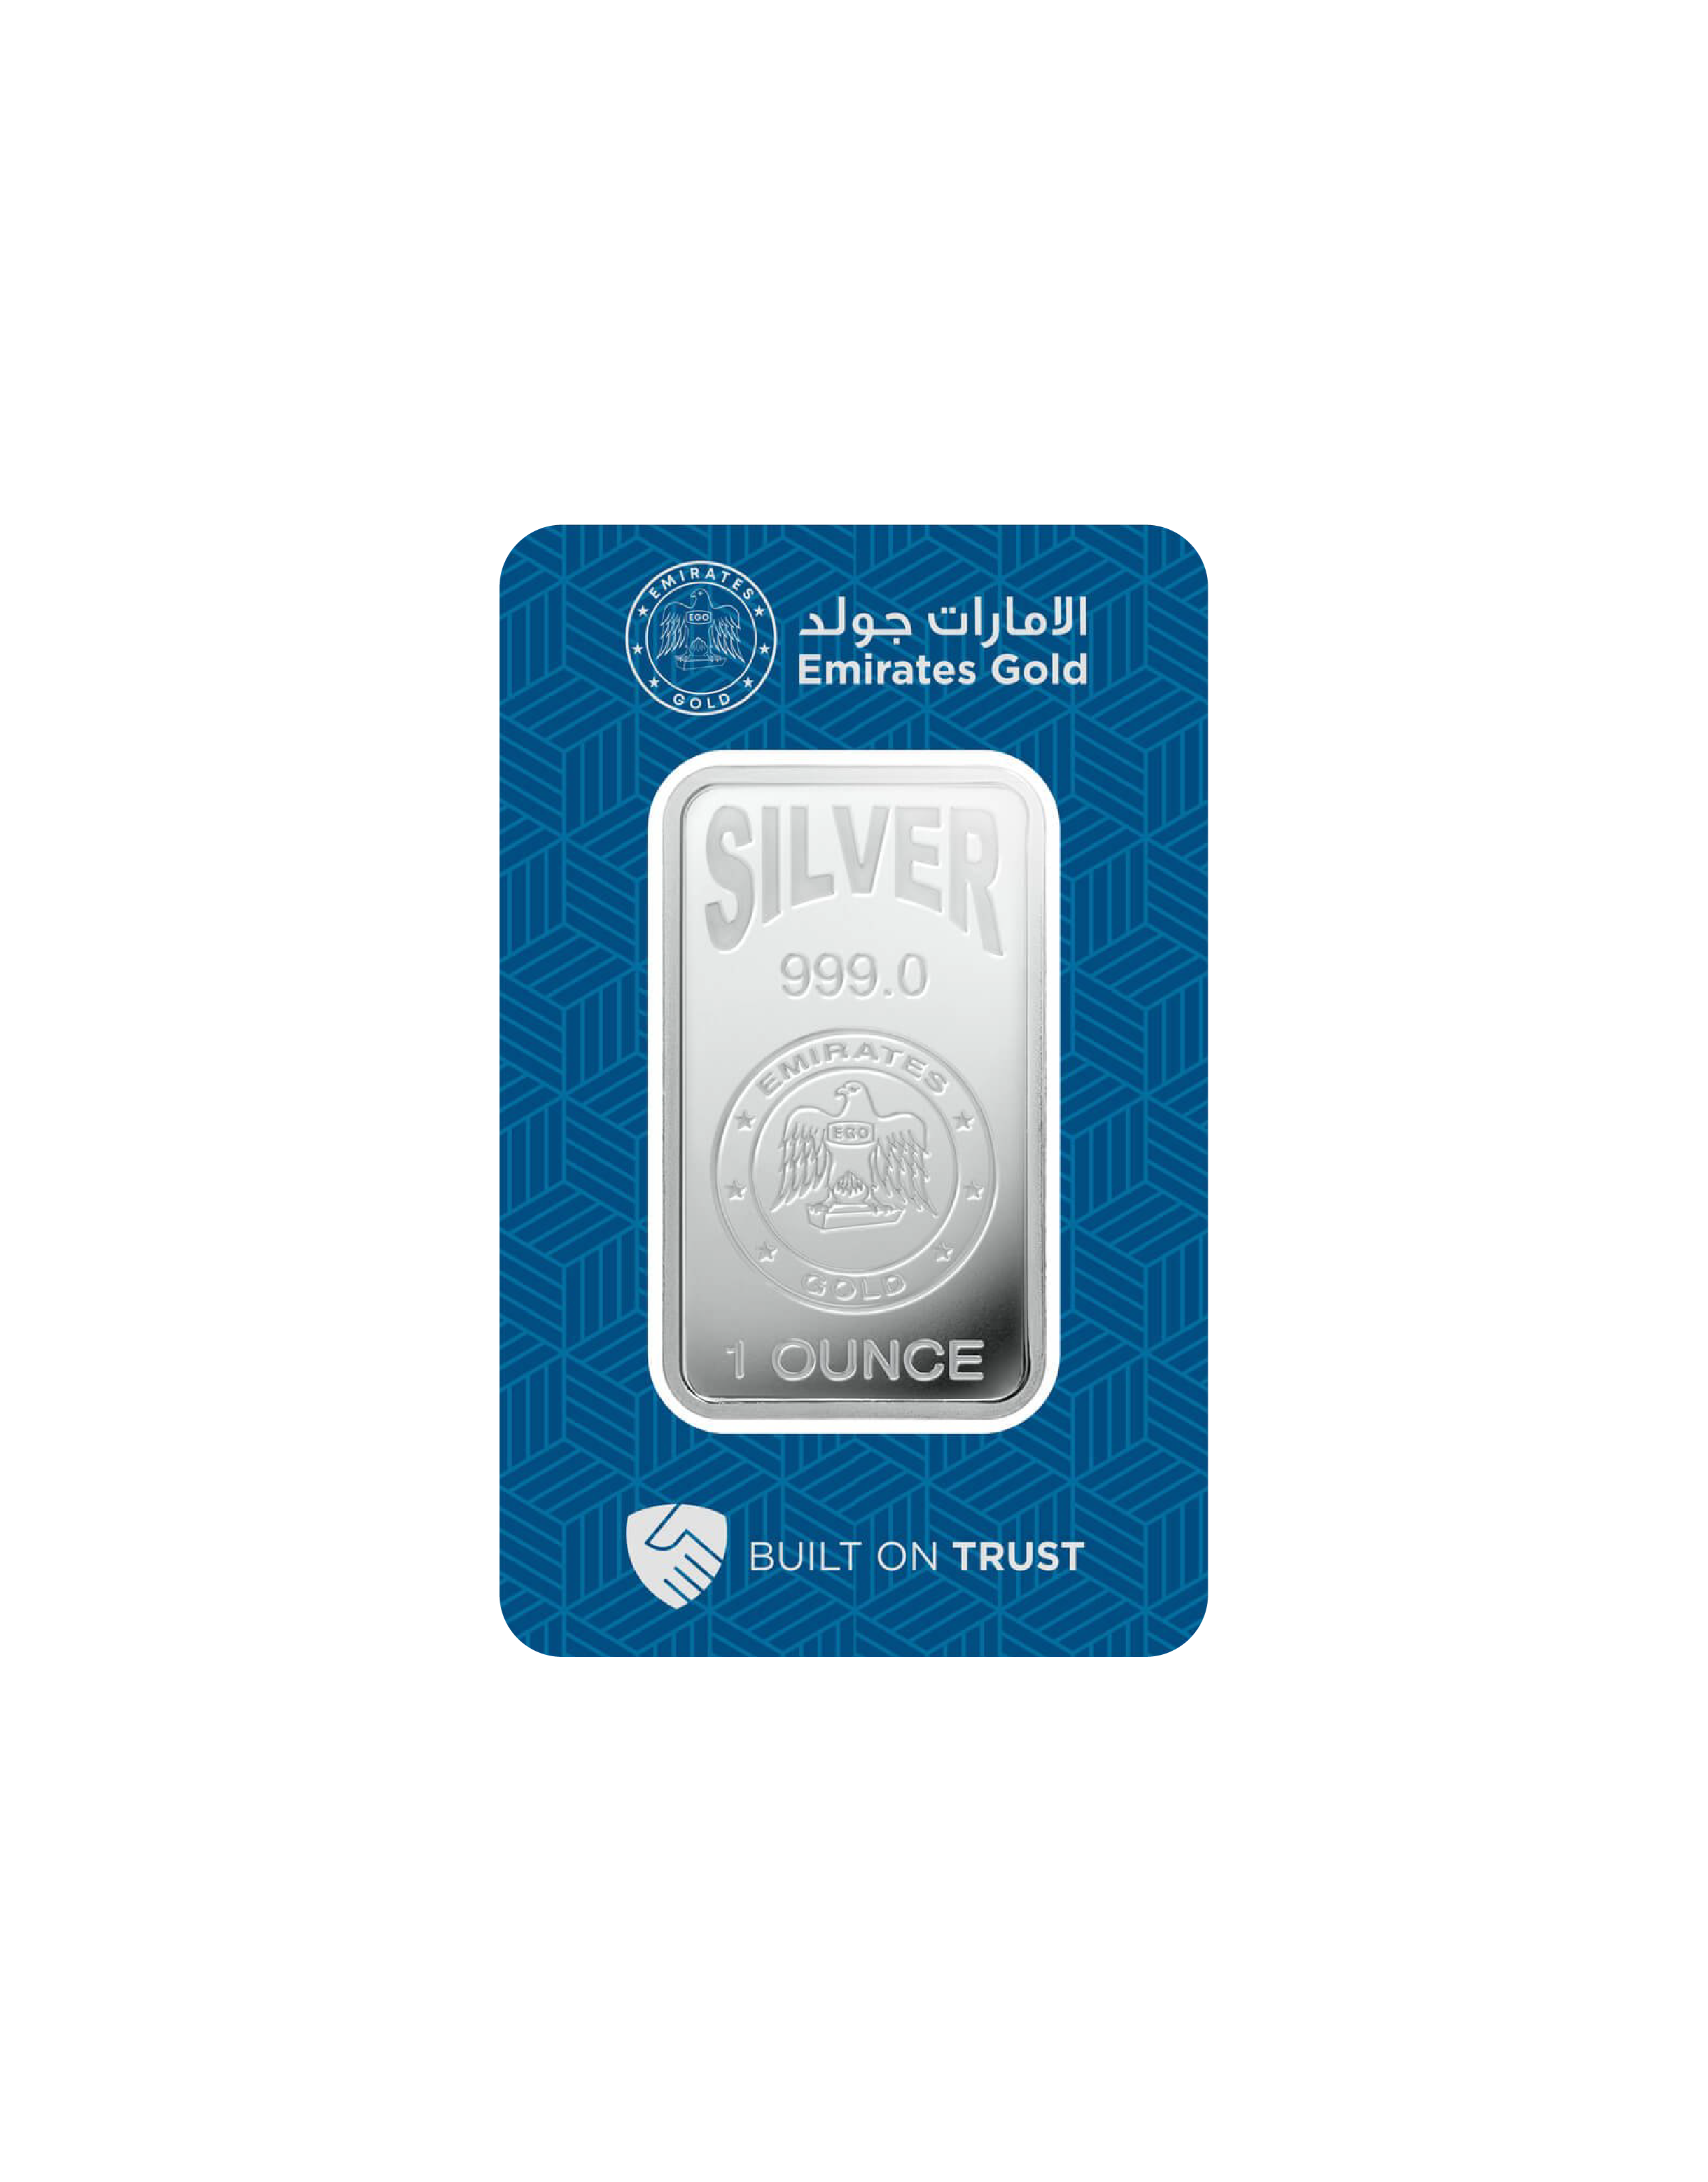 EMIRATES
EGO
GOLD
الامارات جولد
Emirates Gold
SILVER
999.0
EMIRATES
EGO
GOLD
1 OUNCE
BUILT ON TRUST